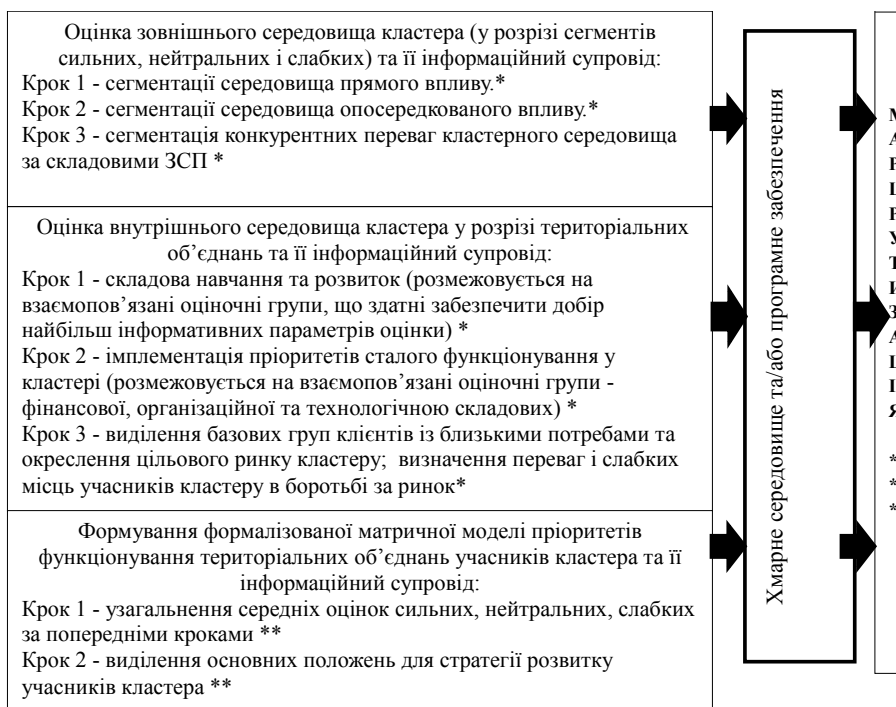 Оцінка зовнішнього середовища кластера (у розрізі сегментів
сильних, нейтральних і слабких) та її інформаційний супровід:
Крок 1 - сегментації середовища прямого впливу.*
Крок 2 - сегментації середовища опосередкованого впливу.*
Крок 3 - сегментація конкурентних переваг кластерного середовища
за складовими ЗСП *
Оцінка внутрішнього середовища кластера у розрізі територіальних
об’єднань та її інформаційний супровід:
Крок 1 - складова навчання та розвиток (розмежовується на
взаємопов’язані оціночні групи, що здатні забезпечити добір
найбільш інформативних параметрів оцінки) *
Крок 2 - імплементація пріоритетів сталого функціонування у
кластері (розмежовується на взаємопов’язані оціночні групи -
фінансової, організаційної та технологічною складових) *
Крок 3 - виділення базових груп клієнтів із близькими потребами та
окреслення цільового ринку кластеру; визначення переваг і слабких
місць учасників кластеру в боротьбі за ринок*
Формування формалізованої матричної моделі пріоритетів
функціонування територіальних об’єднань учасників кластера та її
інформаційний супровід:
Крок 1 - узагальнення середніх оцінок сильних, нейтральних, слабких
за попередніми кроками **
Крок 2 - виділення основних положень для стратегії розвитку
учасників кластера **
Хмарне середовище та/або програмне забезпечення
М
А
Р
Ш
Р
У
Т
И
З
А
Ц
І
Я
*
*
*